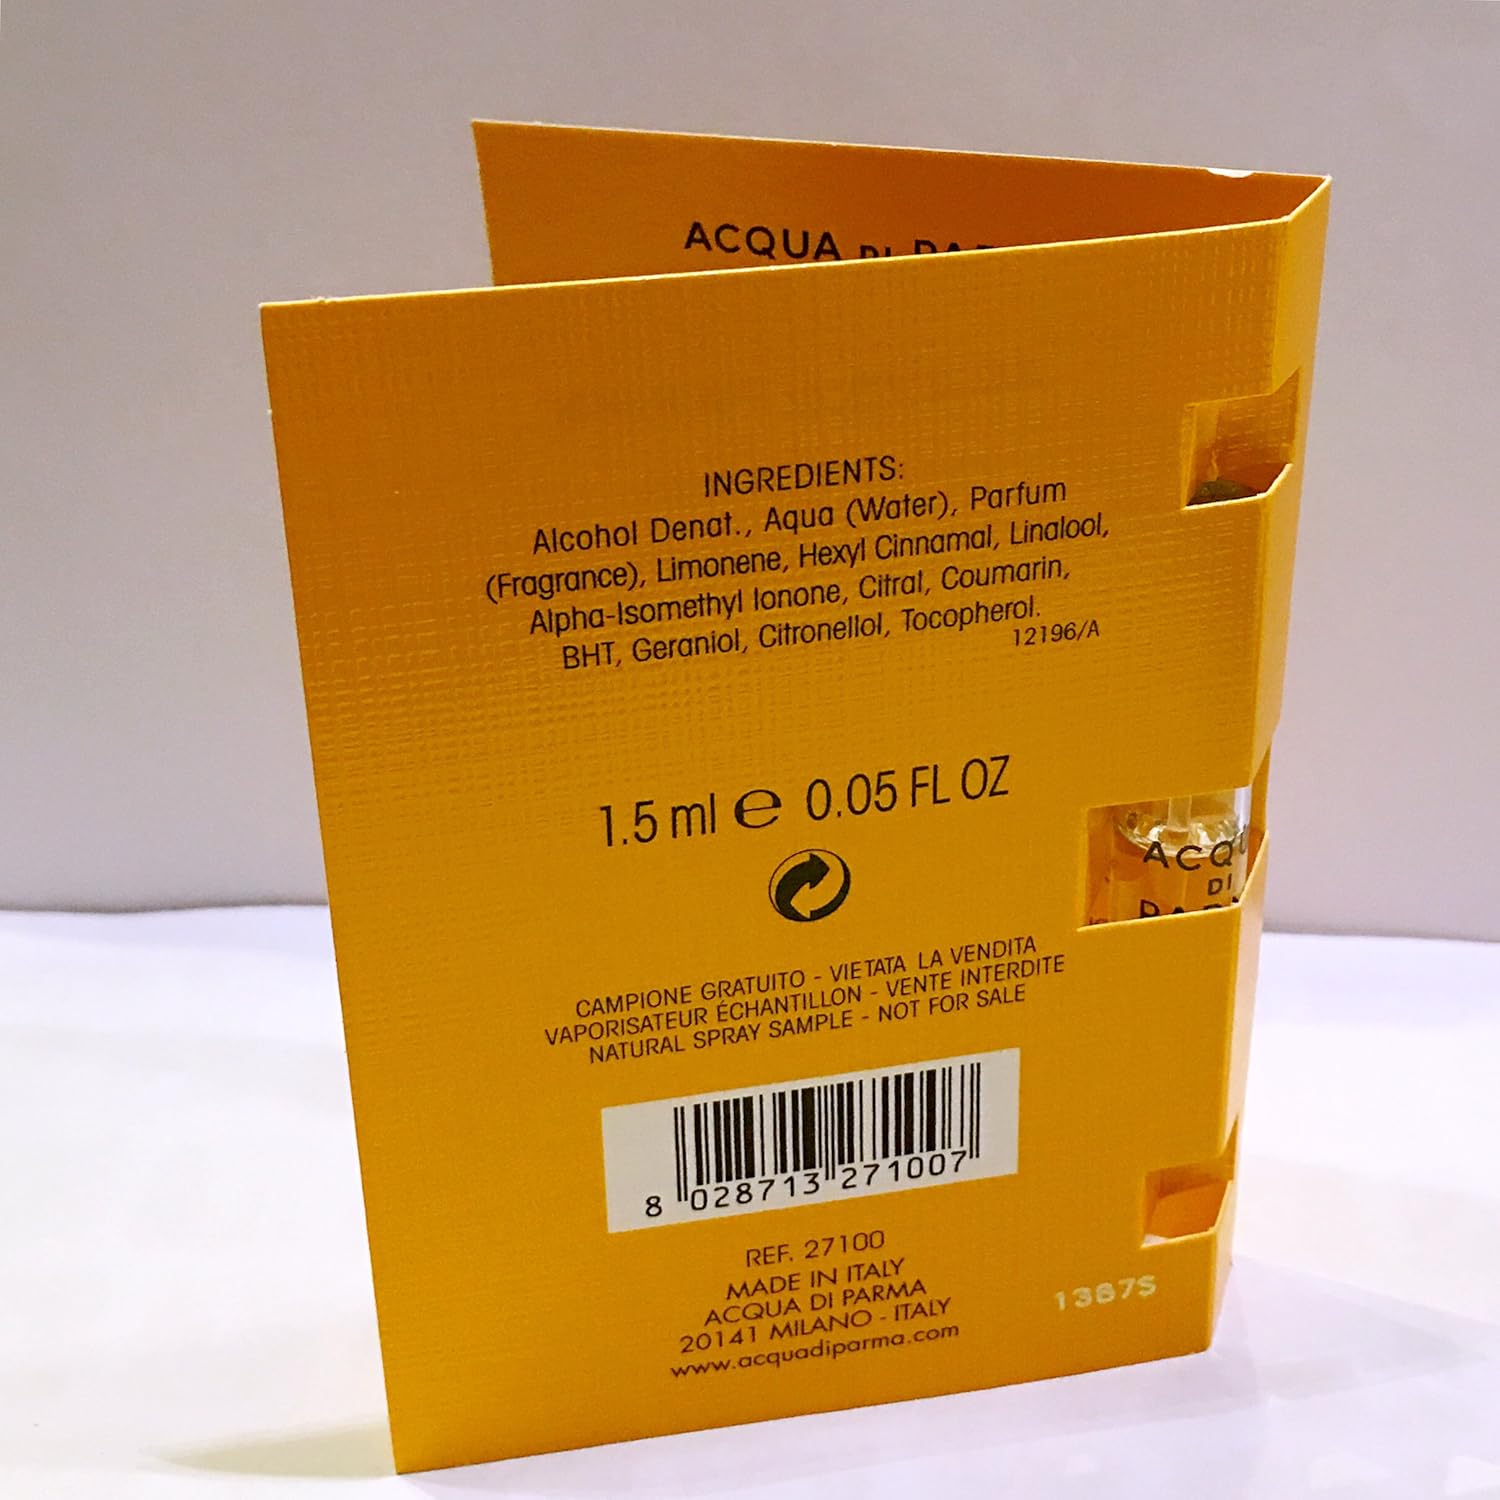 ACQUA DI
INGREDIENTS:
Alcohol Denat., Aqua (Water), Parfum
(Fragrance), Limonene, Hexyl Cinnamal, Linalool,
Alpha-Isomethyl Ionone, Citral, Coumarin,
BHT, Geraniol, Citronellol, Tocopherol.
12196/A
1.5 ml e 0.05 FL OZ
ACQU
DI
CAMPIONE GRATUITO - VIETATA LA VENDITA
VAPORISATEUR ÉCHANTILLON - VENTE INTERDITE
NATURAL SPRAY SAMPLE - NOT FOR SALE
8 028713 271007
REF. 27100
MADE IN ITALY
ACQUA DI PARMA
20141 MILANO - ITALY
www.acquadiparma.com
1387S